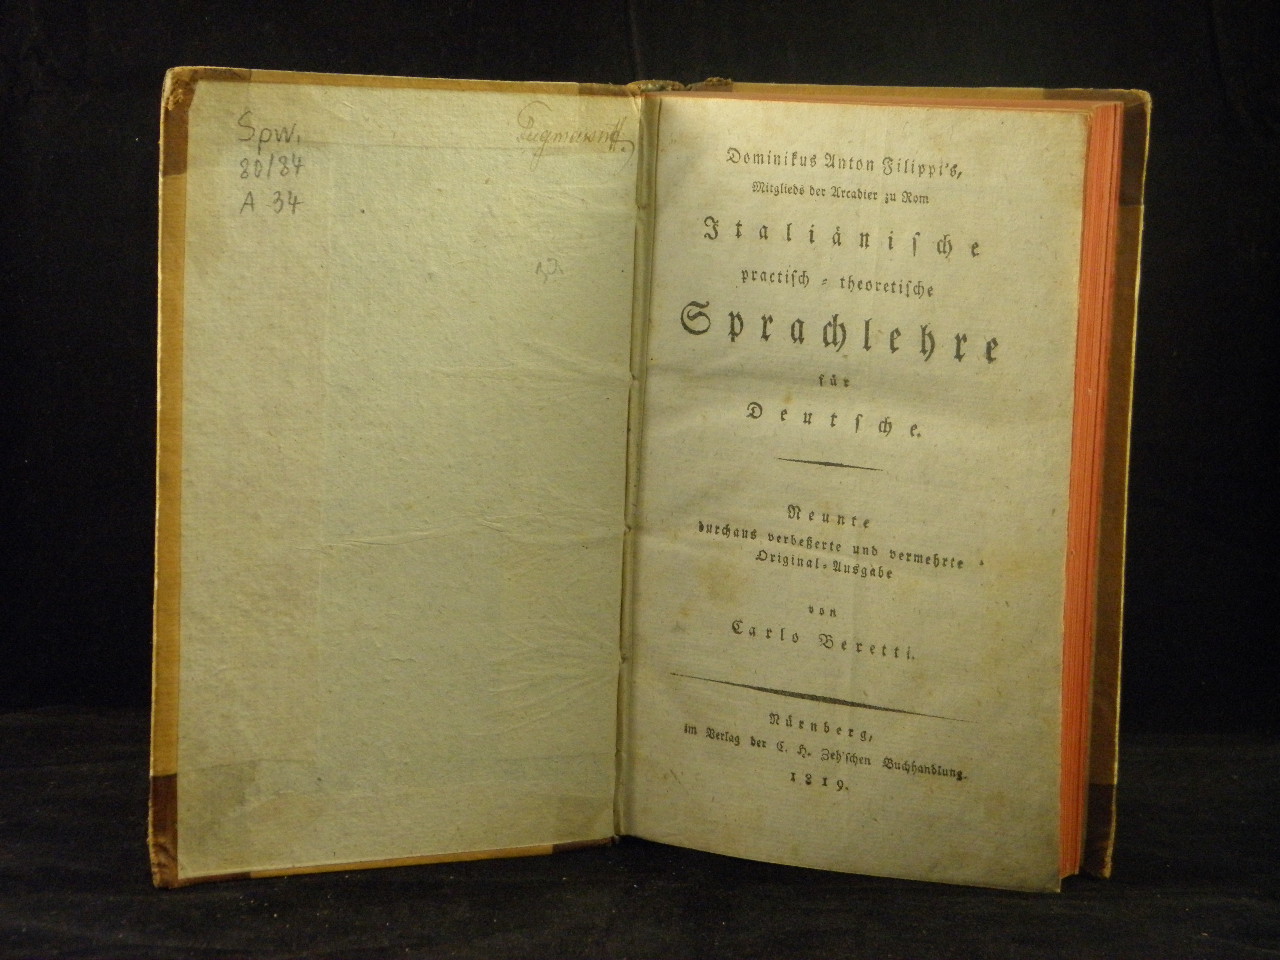 Spw.
80/84
A 34
Dominikus Anton Filippi's,
Mitglieds der Arcadier zu Rom
Italiäniſche
practiſch-theoretiſche
Sprachlehre
für
Deutſche.
Neunte
durchaus verbeßerte und vermehrte
Original-Ausgabe
von
Carlo Beretti.
Nürnberg,
im Verlag der C. H. Zeh'ſchen Buchhandlung.
1819.